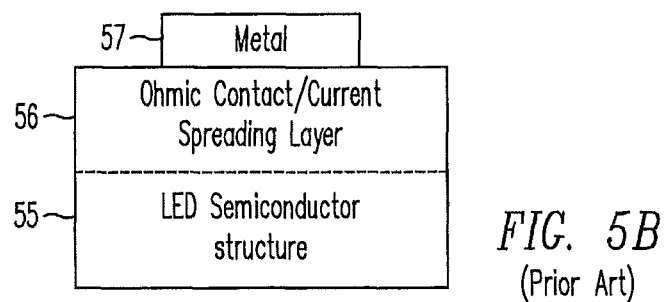 57
Metal
56
Ohmic Contact/Current
Spreading Layer
55
LED Semiconductor
structure
FIG. 5B
(Prior Art)